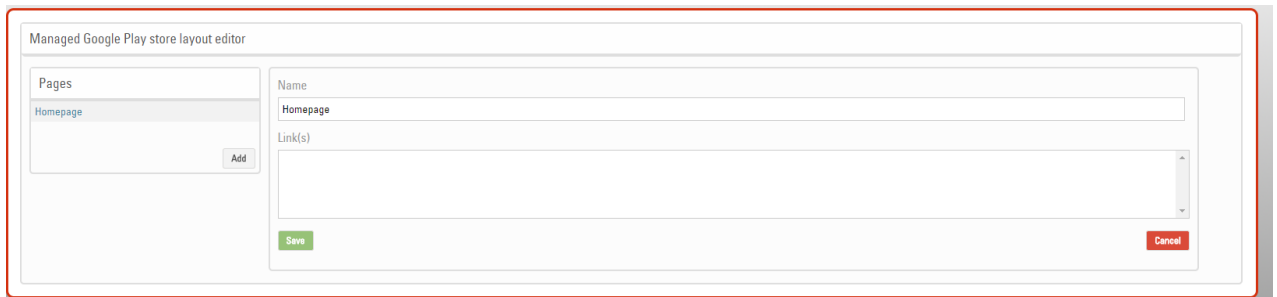 Managed Google Play store layout editor
Pages
Homepage
Add
Name
Homepage
Link(s)
Save
Cancel